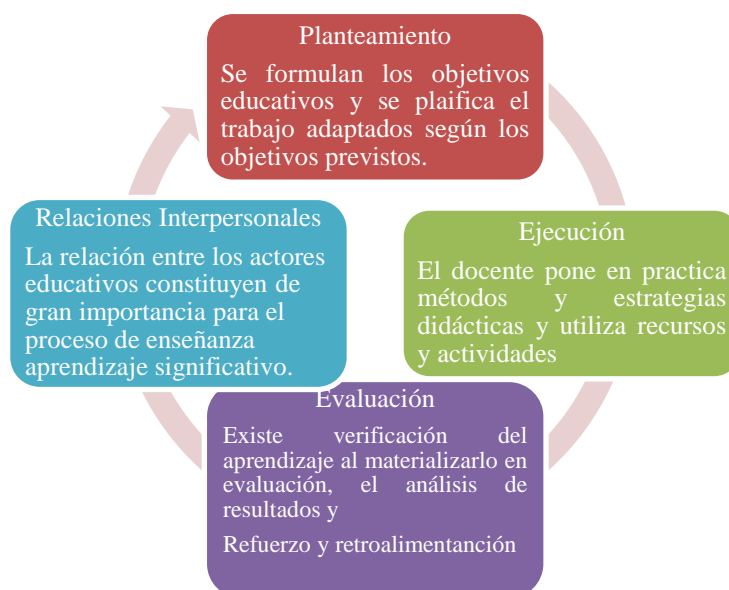 Planteamiento
Se formulan los objetivos
educativos y se plaifica el
trabajo adaptados según los
objetivos previstos.
Ejecución
El docente pone en practica
métodos y estrategias
didácticas y utiliza recursos
y actividades
Evaluación
Existe verificación del
aprendizaje al materializarlo en
evaluación, el análisis de
resultados y
Refuerzo y retroalimentanción
Relaciones Interpersonales
La relación entre los actores
educativos constituyen de
gran importancia para el
proceso de enseñanza
aprendizaje significativo.